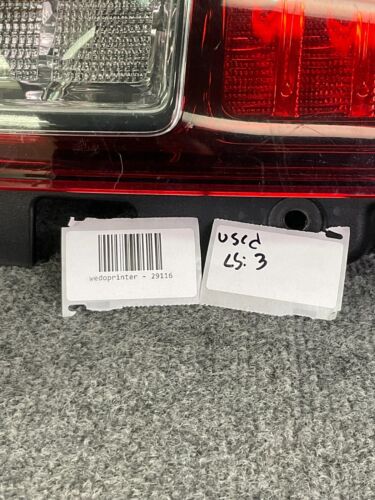 wedoprinter - 29116
used
LS: 3